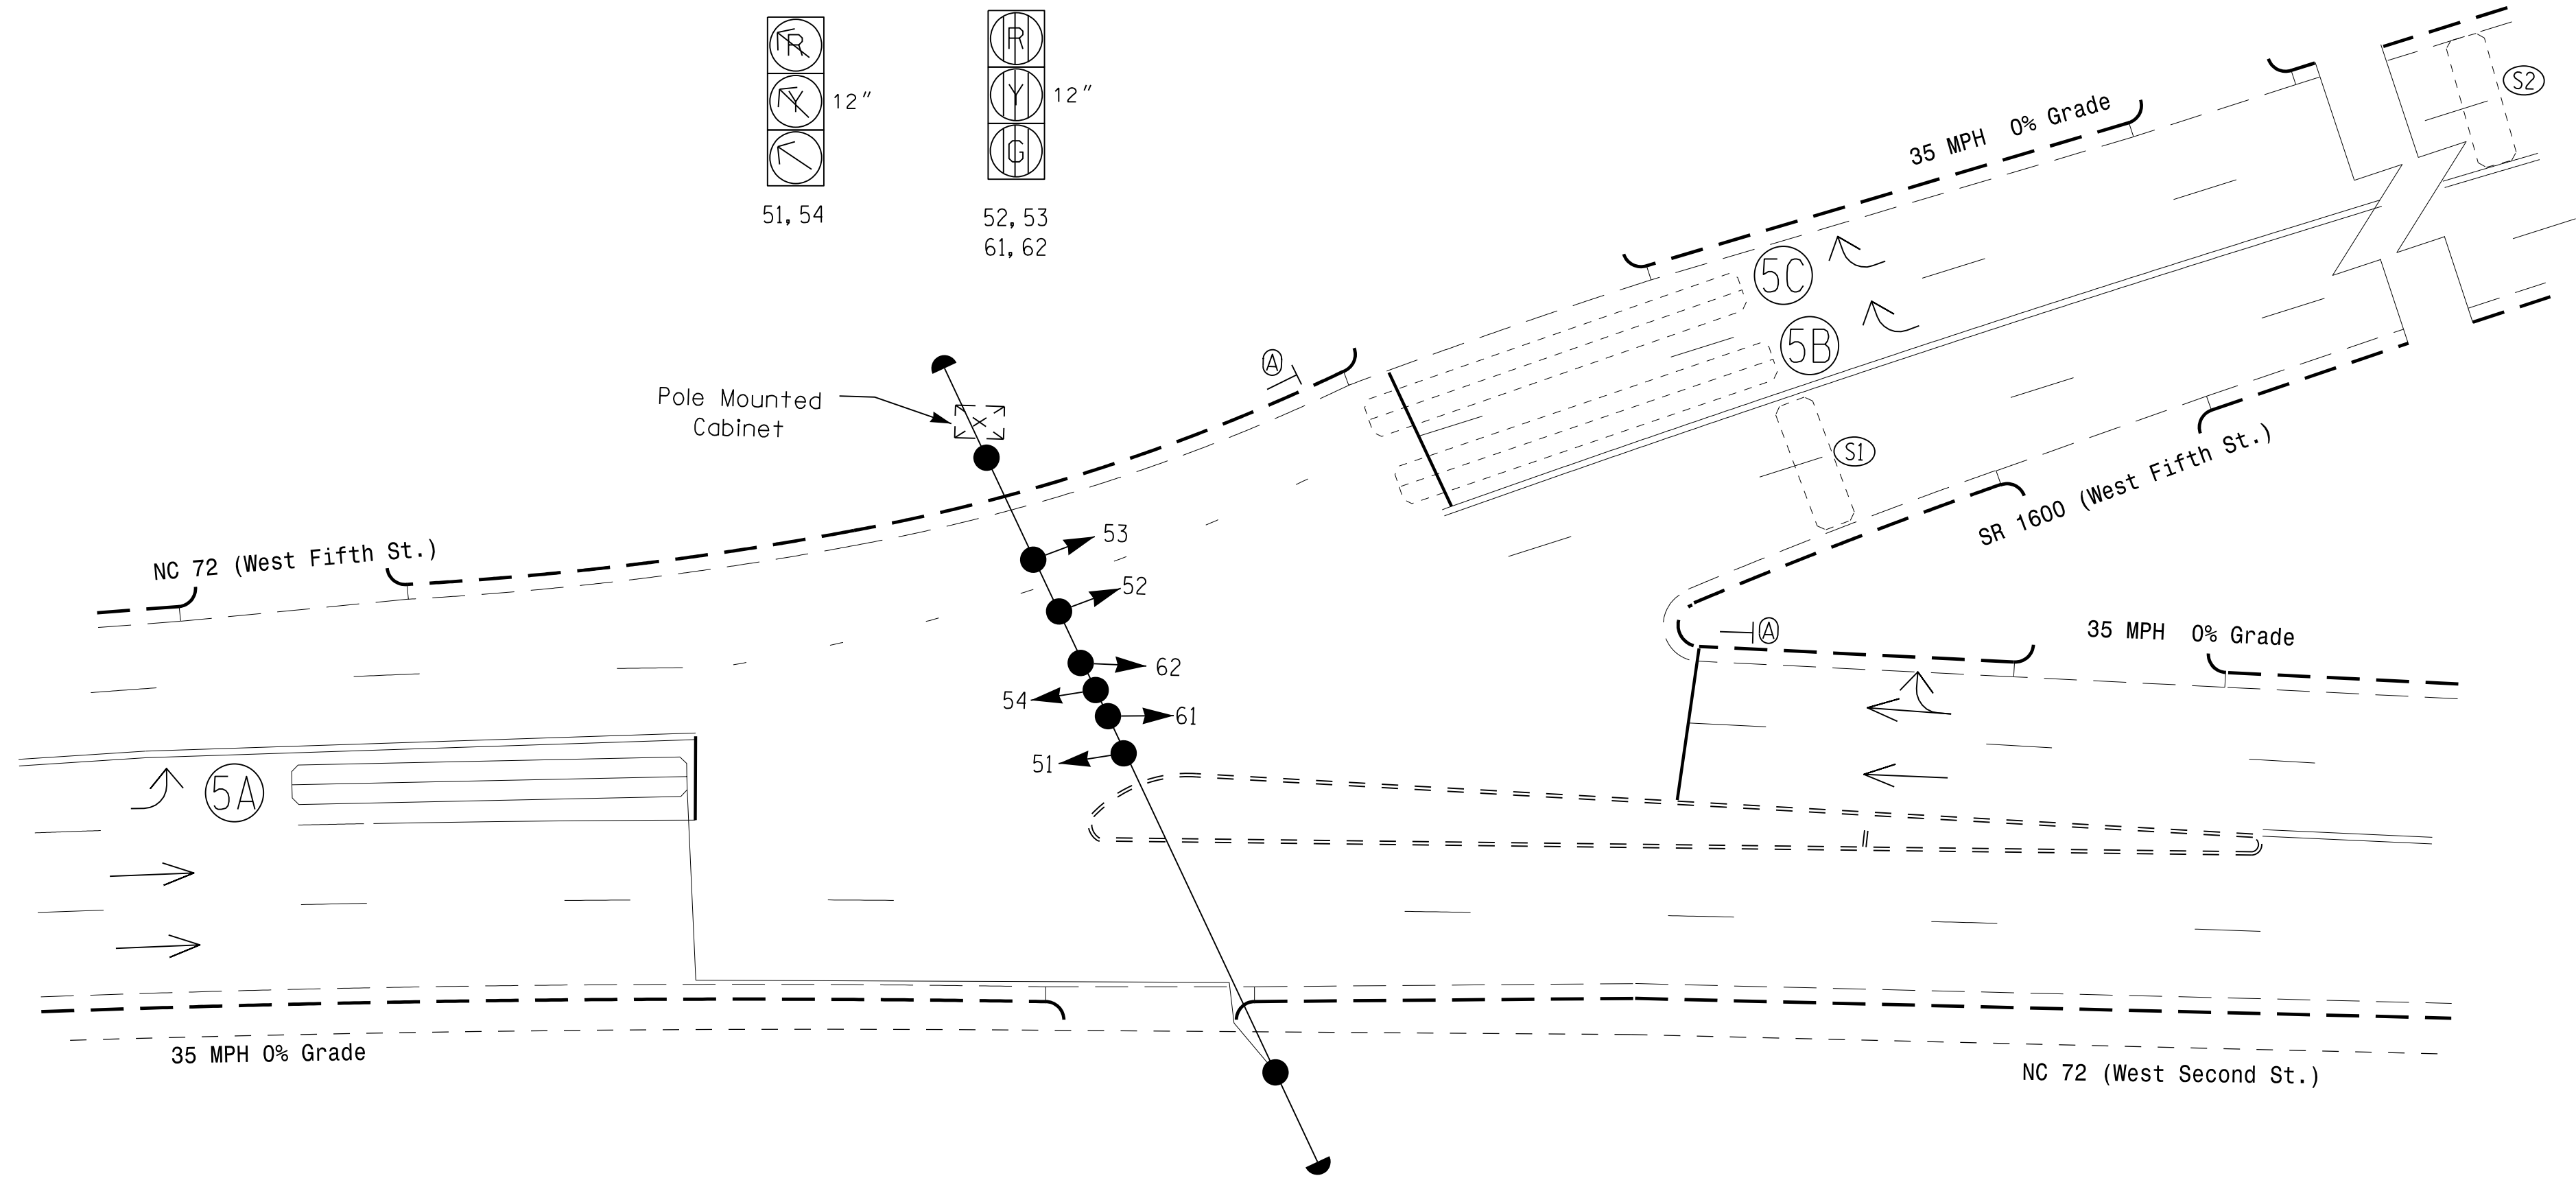 R
Y
12"
51, 54
R
Y
G
12"
52, 53
61, 62
S2
35 MPH 0% Grade
5C
5B
S1
A
Pole Mounted
Cabinet
SR 1600 (West Fifth St.)
NC 72 (West Fifth St.)
53
52
62
54
61
51
A
35 MPH 0% Grade
5A
35 MPH 0% Grade
NC 72 (West Second St.)